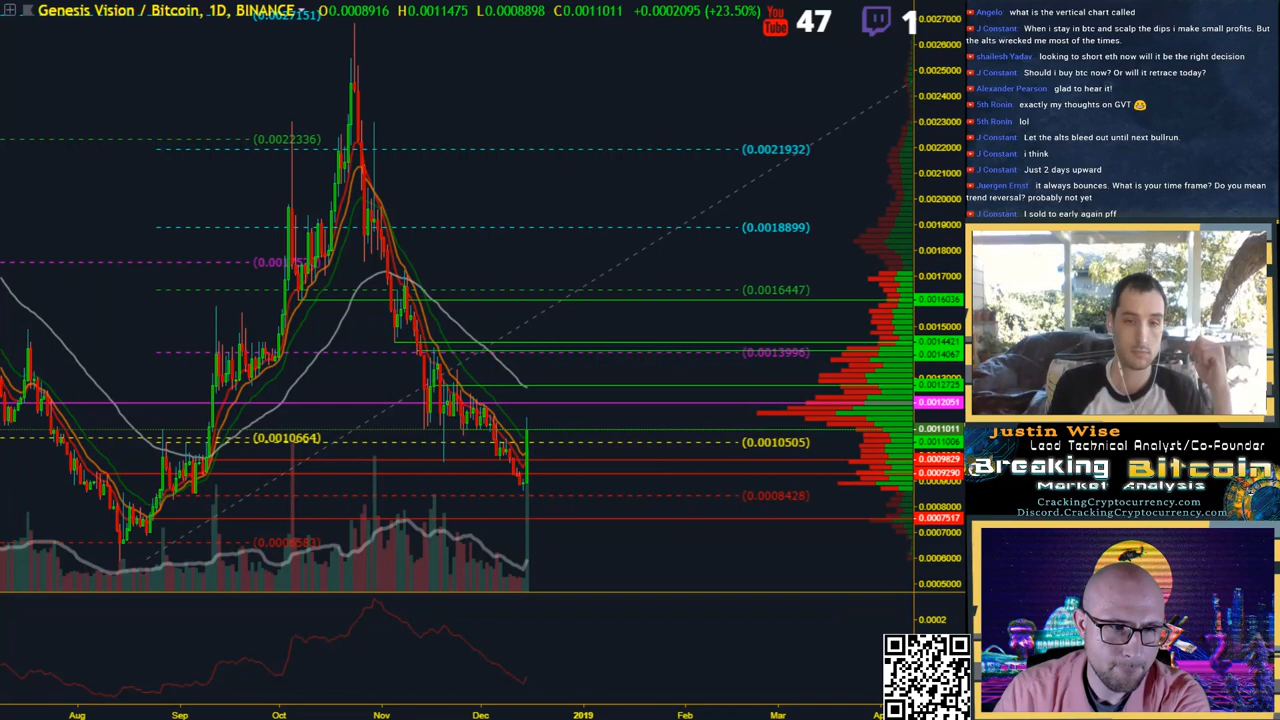 Genesis Vision / Bitcoin, 1D, BINANCE
O0.0008916 H0.0011475 L0.0008898 C0.0011011 +0.0002095 (+23.50%)
You Tube 47
1
(0.0022336)
(0.0010664)
(0.0021932)
(0.0018899)
(0.0016447)
(0.0013996)
(0.0010505)
(0.0008428)
0.0027000
0.0026000
0.0025000
0.0024000
0.0023000
0.0022000
0.0021000
0.0020000
0.0019000
0.0018000
0.0017000
0.0016036
0.0015000
0.0014421
0.0014067
0.0012725
0.0012051
0.0011011
0.0011006
0.0009829
0.0009290
0.0008000
0.0007517
0.0007000
0.0006000
0.0005000
0.0002
Aug
Sep
Oct
Nov
Dec
2019
Feb
Mar
Angelo what is the vertical chart called
J Constant When i stay in btc and scalp the dips i make small profits. But
the alts wrecked me most of the times.
shailesh Yadav looking to short eth now will it be the right decision
J Constant Should i buy btc now? Or will it retrace today?
Alexander Pearson glad to hear it!
5th Ronin exactly my thoughts on GVT
5th Ronin lol
J Constant Let the alts bleed out until next bullrun.
J Constant i think
J Constant Just 2 days upward
Juergen Ernst it always bounces. What is your time frame? Do you mean
trend reversal? probably not yet
J Constant I sold to early again pff
Justin Wise
Lead Technical Analyst/Co-Founder
Breaking Bitcoin
Market Analysis
CrackingCryptocurrency.com
Discord.CrackingCryptocurrency.com